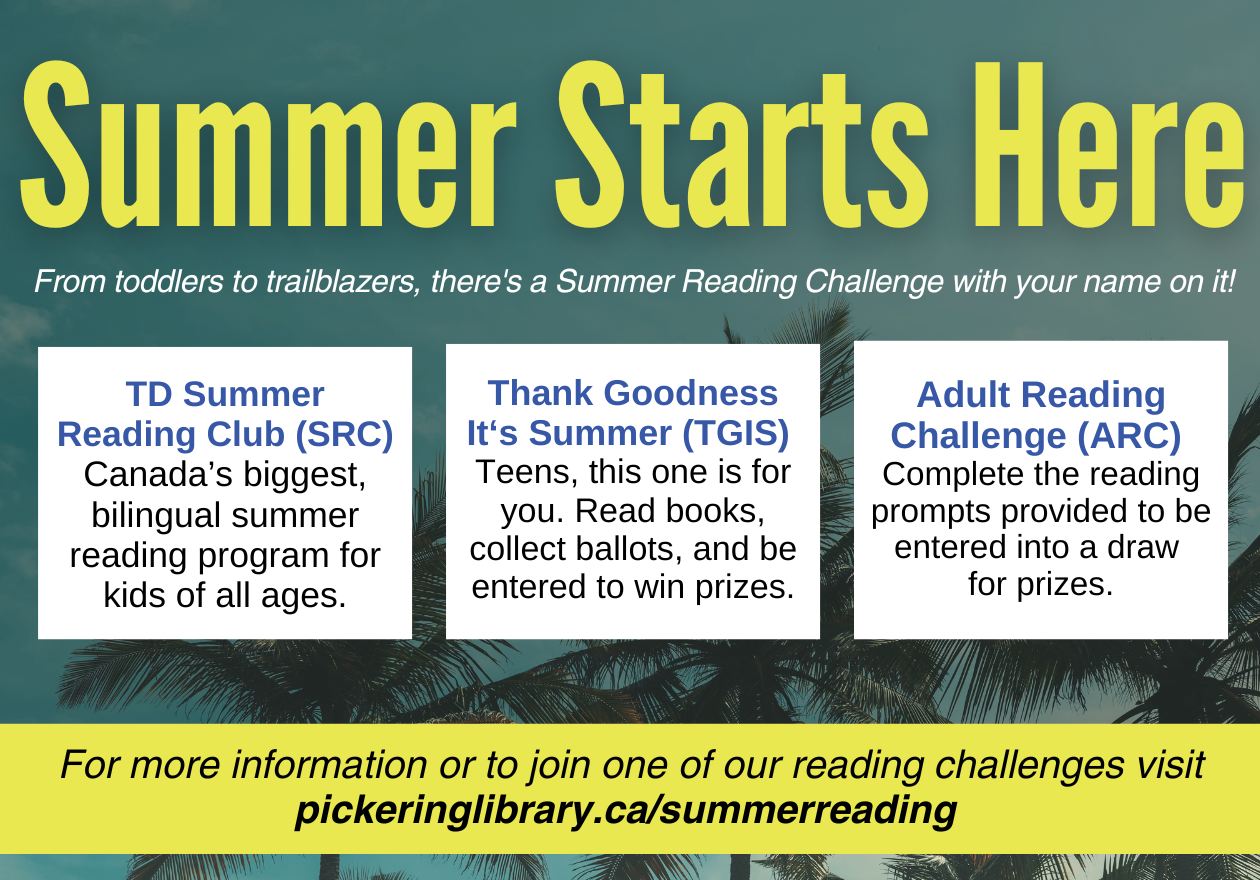 Summer Starts Here
From toddlers to trailblazers, there's a Summer Reading Challenge with your name on it!
TD Summer
Reading Club (SRC)
Canada’s biggest,
bilingual summer
reading program for
kids of all ages.
Thank Goodness
It‘s Summer (TGIS)
Teens, this one is for
you. Read books,
collect ballots, and be
entered to win prizes.
Adult Reading
Challenge (ARC)
Complete the reading
prompts provided to be
entered into a draw
for prizes.
For more information or to join one of our reading challenges visit
pickeringlibrary.ca/summerreading